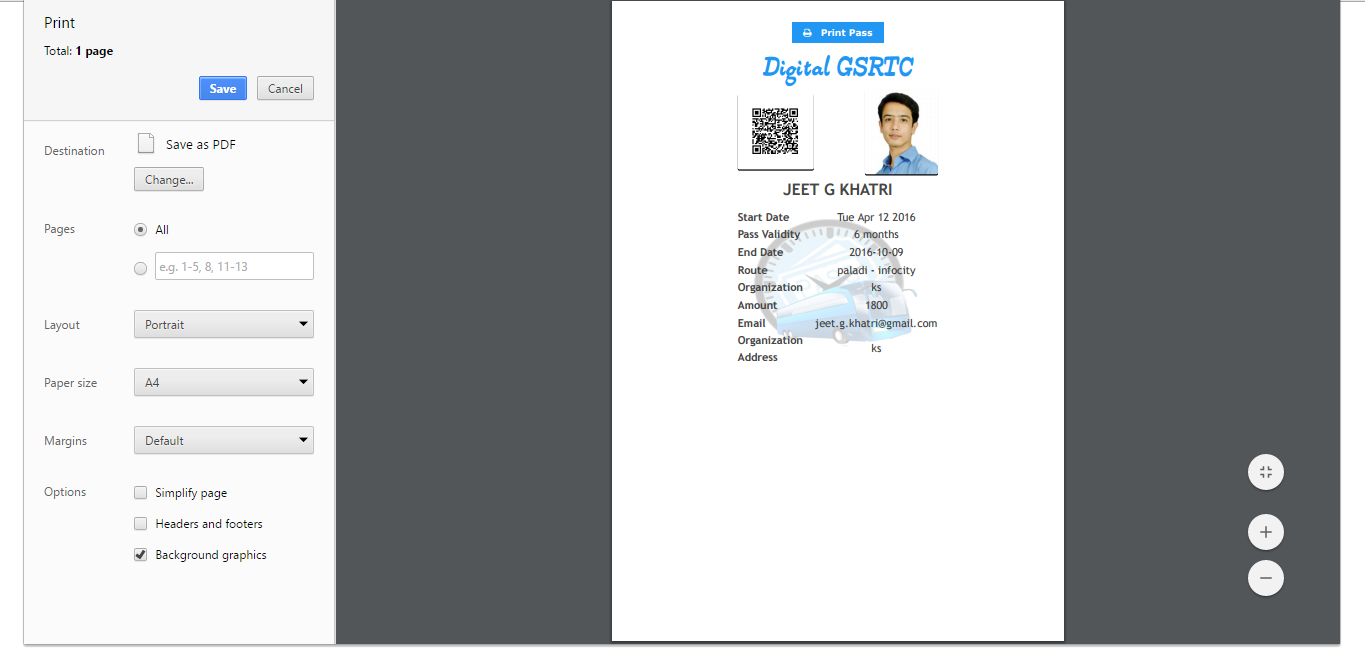 Print
Total: 1 page
Save
Cancel
Destination
Save as PDF
Change...
Pages
All
e.g. 1-5, 8, 11-13
Layout
Portrait
Paper size
A4
Margins
Default
Options
Simplify page
Headers and footers
Background graphics
Print Pass
Digital GSRTC
JEET G KHATRI
Start Date Tue Apr 12 2016
Pass Validity 6 months
End Date 2016-10-09
Route paladi - infocity
Organization ks
Amount 1800
Email jeet.g.khatri@gmail.com
Organization
Address ks